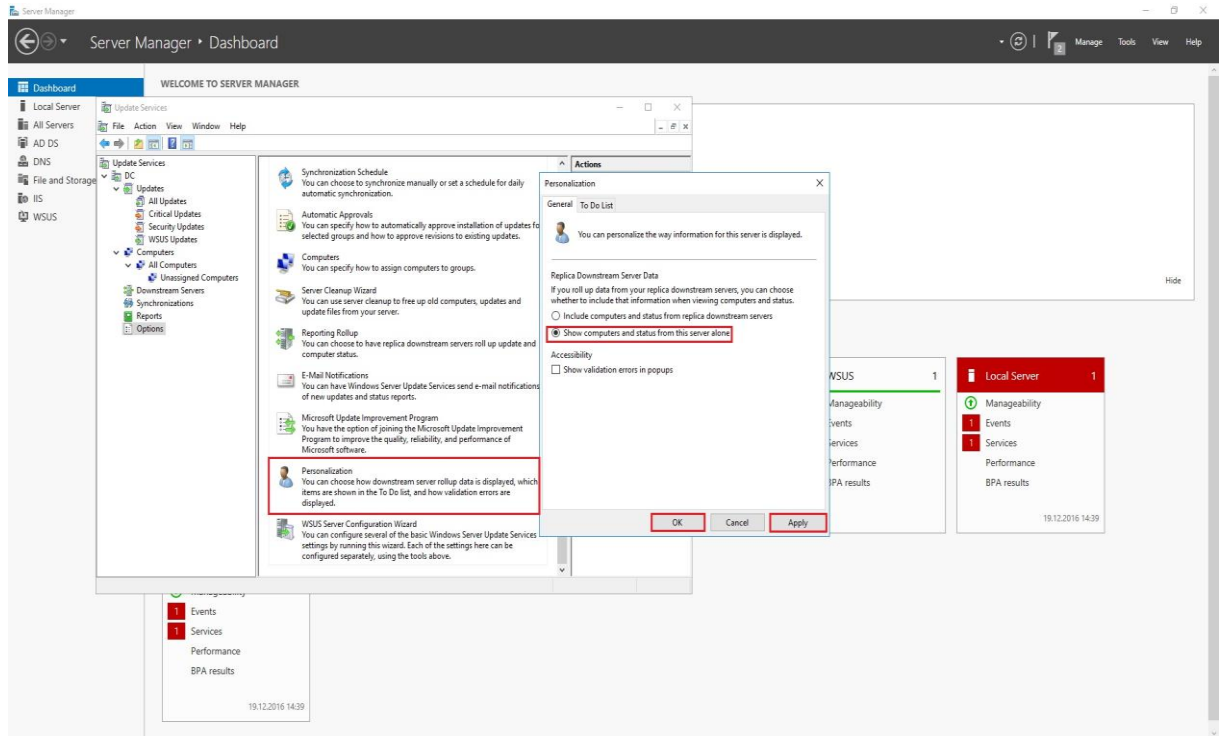 Server Manager
Server Manager • Dashboard
2
Manage Tools View Help
Dashboard
Local Server
All Servers
AD DS
DNS
File and Storage
IIS
WSUS
WELCOME TO SERVER MANAGER
Update Services
File Action View Window Help
Update Services
DC
Updates
All Updates
Critical Updates
Security Updates
WSUS Updates
Computers
All Computers
Unassigned Computers
Downstream Servers
Synchronizations
Reports
Options
Synchronization Schedule
You can choose to synchronize manually or set a schedule for daily
automatic synchronization.
Automatic Approvals
You can specify how to automatically approve installation of updates fo
selected groups and how to approve revisions to existing updates.
Computers
You can specify how to assign computers to groups.
Server Cleanup Wizard
You can use server cleanup to free up old computers, updates and
update files from your server.
Reporting Rollup
You can choose to have replica downstream servers roll up update and
computer status.
E-Mail Notifications
You can have Windows Server Update Services send e-mail notifications
of new updates and status reports.
Microsoft Update Improvement Program
You have the option of joining the Microsoft Update Improvement
Program to improve the quality, reliability, and performance of
Microsoft software.
Personalization
You can choose how downstream server rollup data is displayed, which
items are shown in the To Do list, and how validation errors are
displayed.
WSUS Server Configuration Wizard
You can configure several of the basic Windows Server Update Services
settings by running this wizard. Each of the settings here can be
configured separately, using the tools above.
Actions
Personalization
General To Do List
You can personalize the way information for this server is displayed.
Replica Downstream Server Data
If you roll up data from your replica downstream servers, you can choose
whether to include that information when viewing computers and status.
Include computers and status from replica downstream servers
Show computers and status from this server alone
Accessibility
Show validation errors in popups
OK Cancel Apply
Hide
WSUS 1
Manageability
Events
Services
Performance
BPA results
Local Server 1
Manageability
1 Events
1 Services
Performance
BPA results
19.12.2016 14:39
Manageability
1 Events
1 Services
Performance
BPA results
19.12.2016 14:39